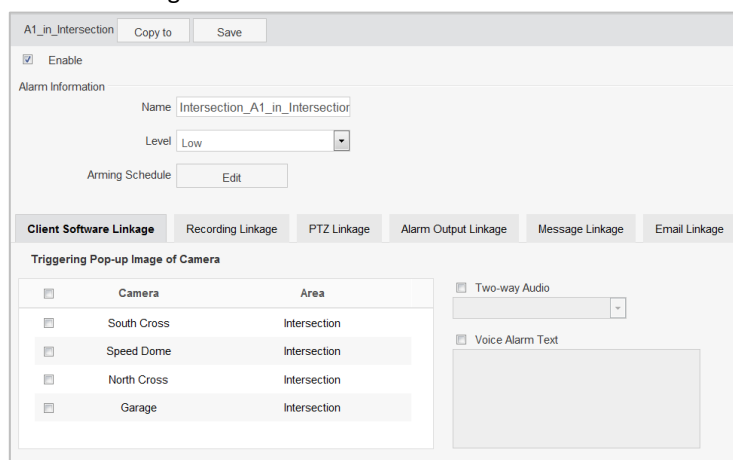 A1_in_Intersection Copy to Save
Enable
Alarm Information
Name Intersection_A1_in_Intersection
Level Low
Arming Schedule Edit
Client Software Linkage Recording Linkage PTZ Linkage Alarm Output Linkage Message Linkage Email Linkage
Triggering Pop-up Image of Camera
Camera Area
South Cross Intersection
Speed Dome Intersection
North Cross Intersection
Garage Intersection
Two-way Audio
Voice Alarm Text